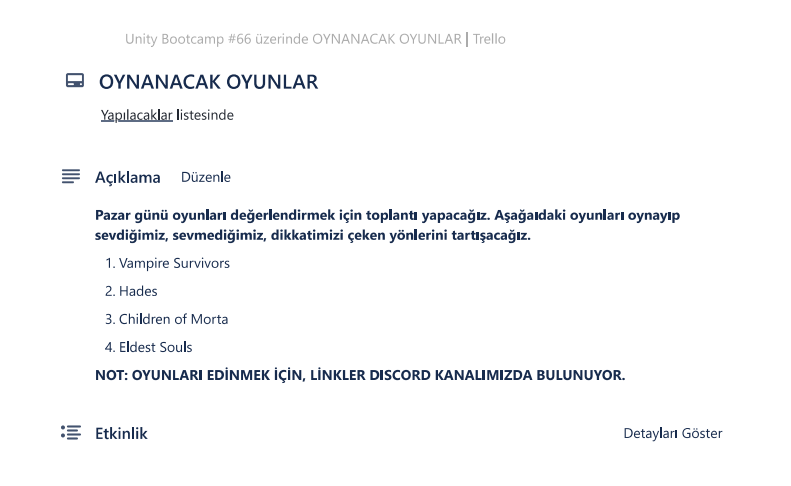 Unity Bootcamp #66 üzerinde OYNANACAK OYUNLAR | Trello
OYNANACAK OYUNLAR
Yapılacaklar listesinde
Açıklama Düzenle
Pazar günü oyunları değerlendirmek için toplantı yapacağız. Aşağaıdaki oyunları oynayıp
sevdiğimiz, sevmediğimiz, dikkatimizi çeken yönlerini tartışacağız.
1. Vampire Survivors
2. Hades
3. Children of Morta
4. Eldest Souls
NOT: OYUNLARI EDİNMEK İÇİN, LİNKLER DISCORD KANALIMIZDA BULUNUYOR.
Etkinlik Detayları Göster